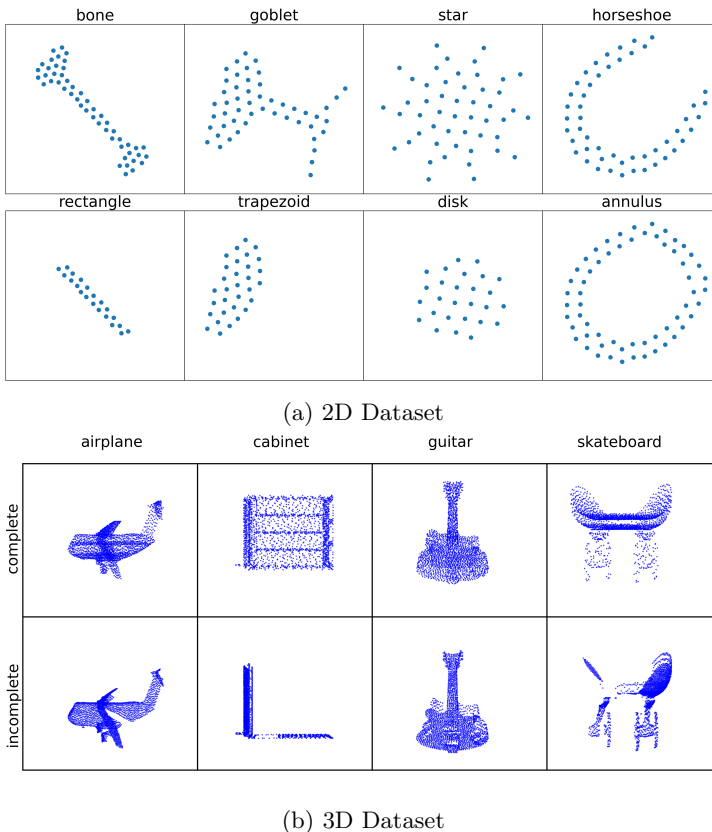 bone goblet star horseshoe
rectangle trapezoid disk annulus
(a) 2D Dataset
airplane cabinet guitar skateboard
complete
incomplete
(b) 3D Dataset